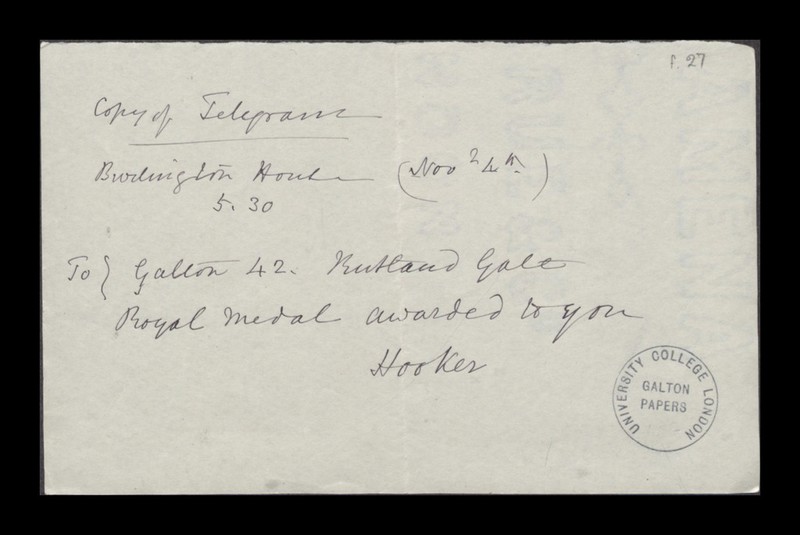 f. 27
Copy of Telegram
Burlington House (Nov 4th.)
5.30
To } Galton 42. Rutland Gate
Royal Medal awarded to you
Hooker
UNIVERSITY COLLEGE LONDON
GALTON
PAPERS